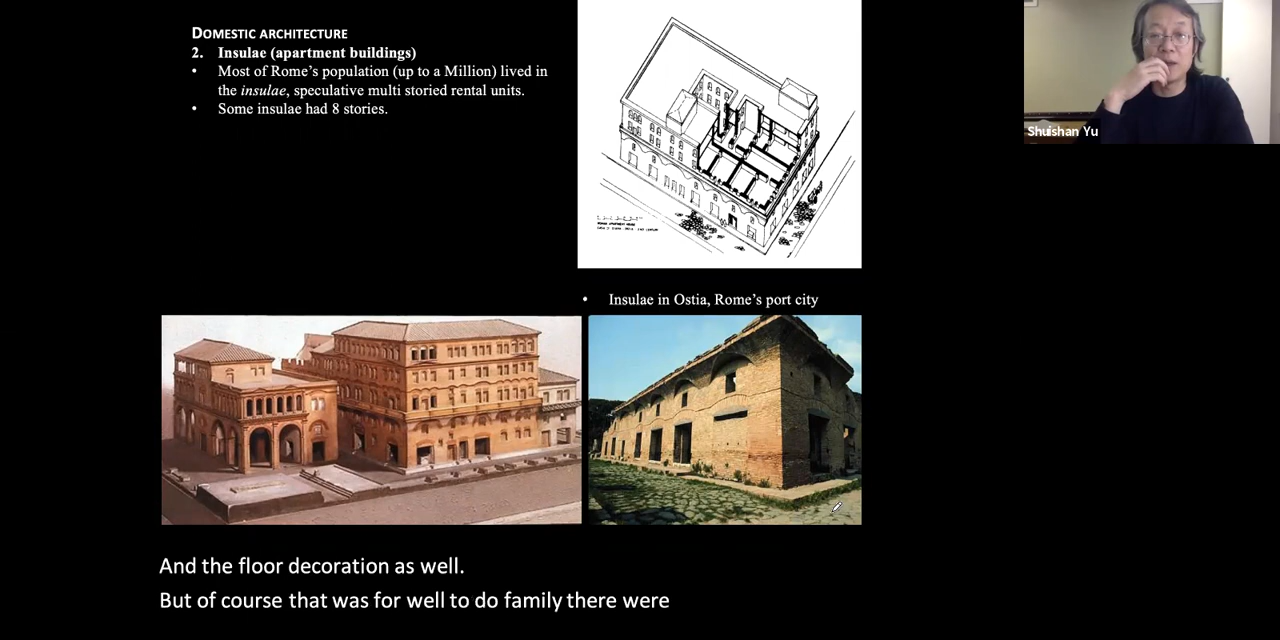 DOMESTIC ARCHITECTURE
2. Insulae (apartment buildings)
• Most of Rome's population (up to a Million) lived in
the insulae, speculative multi storied rental units.
• Some insulae had 8 stories.
Shuishan Yu
• Insulae in Ostia, Rome's port city
And the floor decoration as well.
But of course that was for well to do family there were